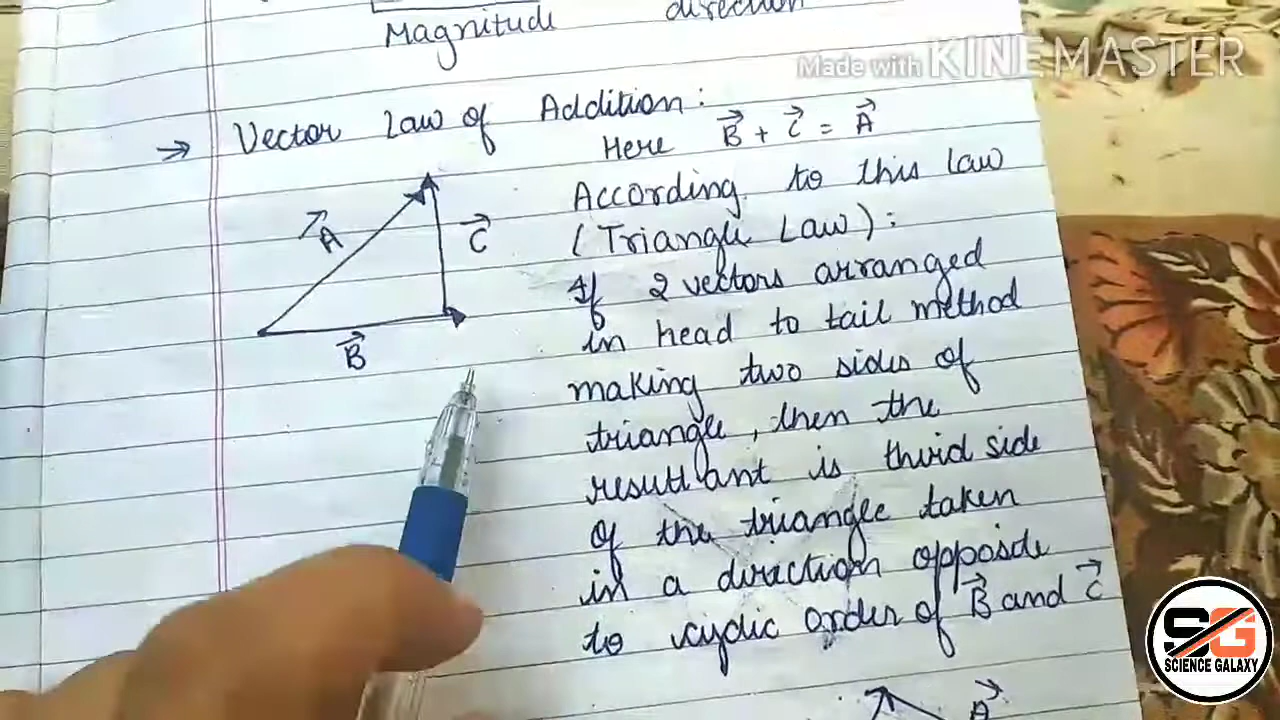 Magnitude direction
Made with KINEMASTER
→ Vector Law of Addition:
Here B⃗ + C⃗ = A⃗
According to this Law
(Triangle Law):
If 2 vectors arranged
in head to tail method
making two sides of
triangle, then the
resultant is third side
of the triangle taken
in a direction opposite
to cyclic order of B⃗ and C⃗
A⃗
C⃗
B⃗
A⃗
SG
SCIENCE GALAXY